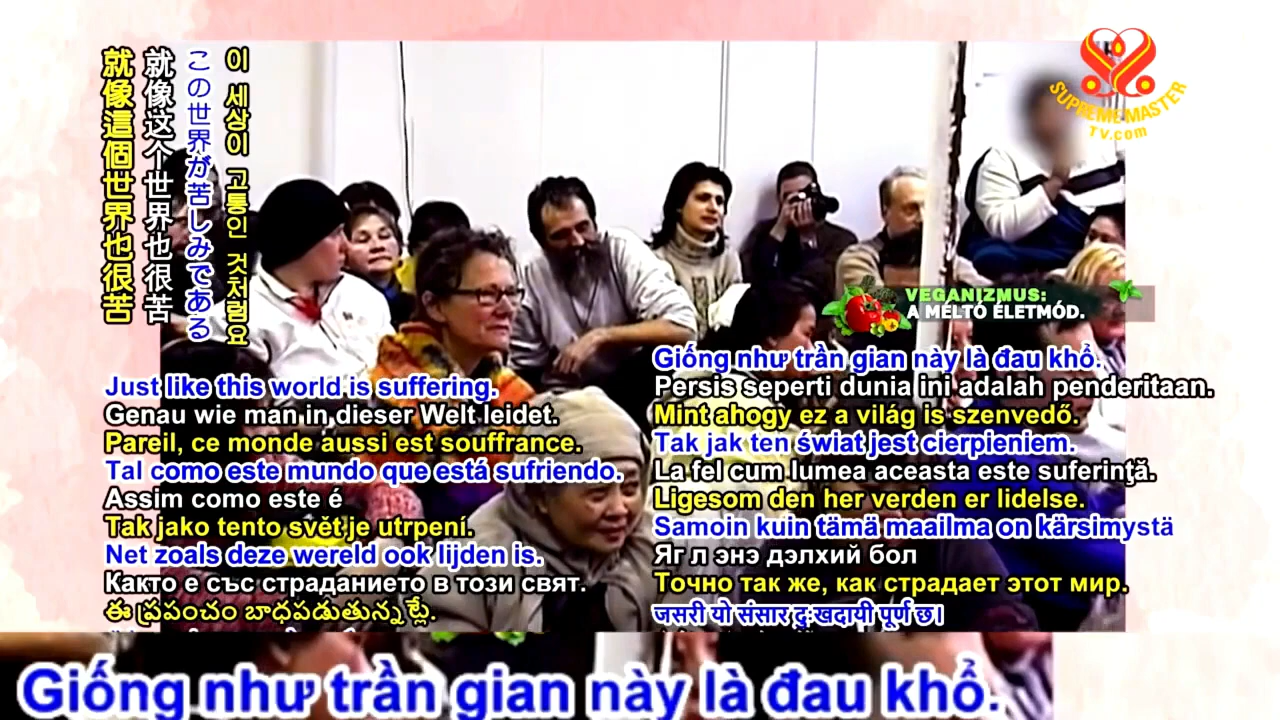 就像這個世界也很苦
就像这个世界也很苦
この世界が苦しみである
이 세상이 고통인 것처럼요
SUPREME MASTER
TV.com
VEGANIZMUS:
A MÉLTÓ ÉLETMÓD.
Just like this world is suffering.
Genau wie man in dieser Welt leidet.
Pareil, ce monde aussi est souffrance.
Tal como este mundo que está sufriendo.
Assim como este é
Tak jako tento svět je utrpení.
Net zoals deze wereld ook lijden is.
Както е със страданието в този свят.
ఈ ప్రపంచం బాధపడుతున్నట్లే.
Giống như trần gian này là đau khổ.
Persis seperti dunia ini adalah penderitaan.
Mint ahogy ez a világ is szenvedő.
Tak jak ten świat jest cierpieniem.
La fel cum lumea aceasta este suferinţă.
Ligesom den her verden er lidelse.
Samoin kuin tämä maailma on kärsimystä
Яг л энэ дэлхий бол
Точно так же, как страдает этот мир.
जसरी यो संसार दुःखदायी पूर्ण छ।
Giống như trần gian này là đau khổ.